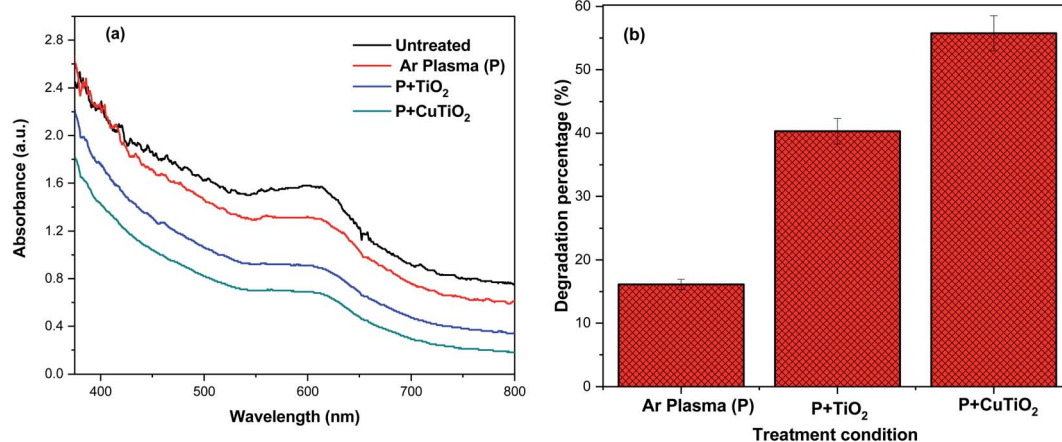 (a)
Untreated
Ar Plasma (P)
P+TiO₂
P+CuTiO₂
2.8
2.4
2.0
1.6
1.2
0.8
0.4
0.0
400 500 600 700 800
Absorbance (a.u.)
Wavelength (nm)
(b)
60
50
40
30
20
10
0
Degradation percentage (%)
Ar Plasma (P) P+TiO₂ P+CuTiO₂
Treatment condition